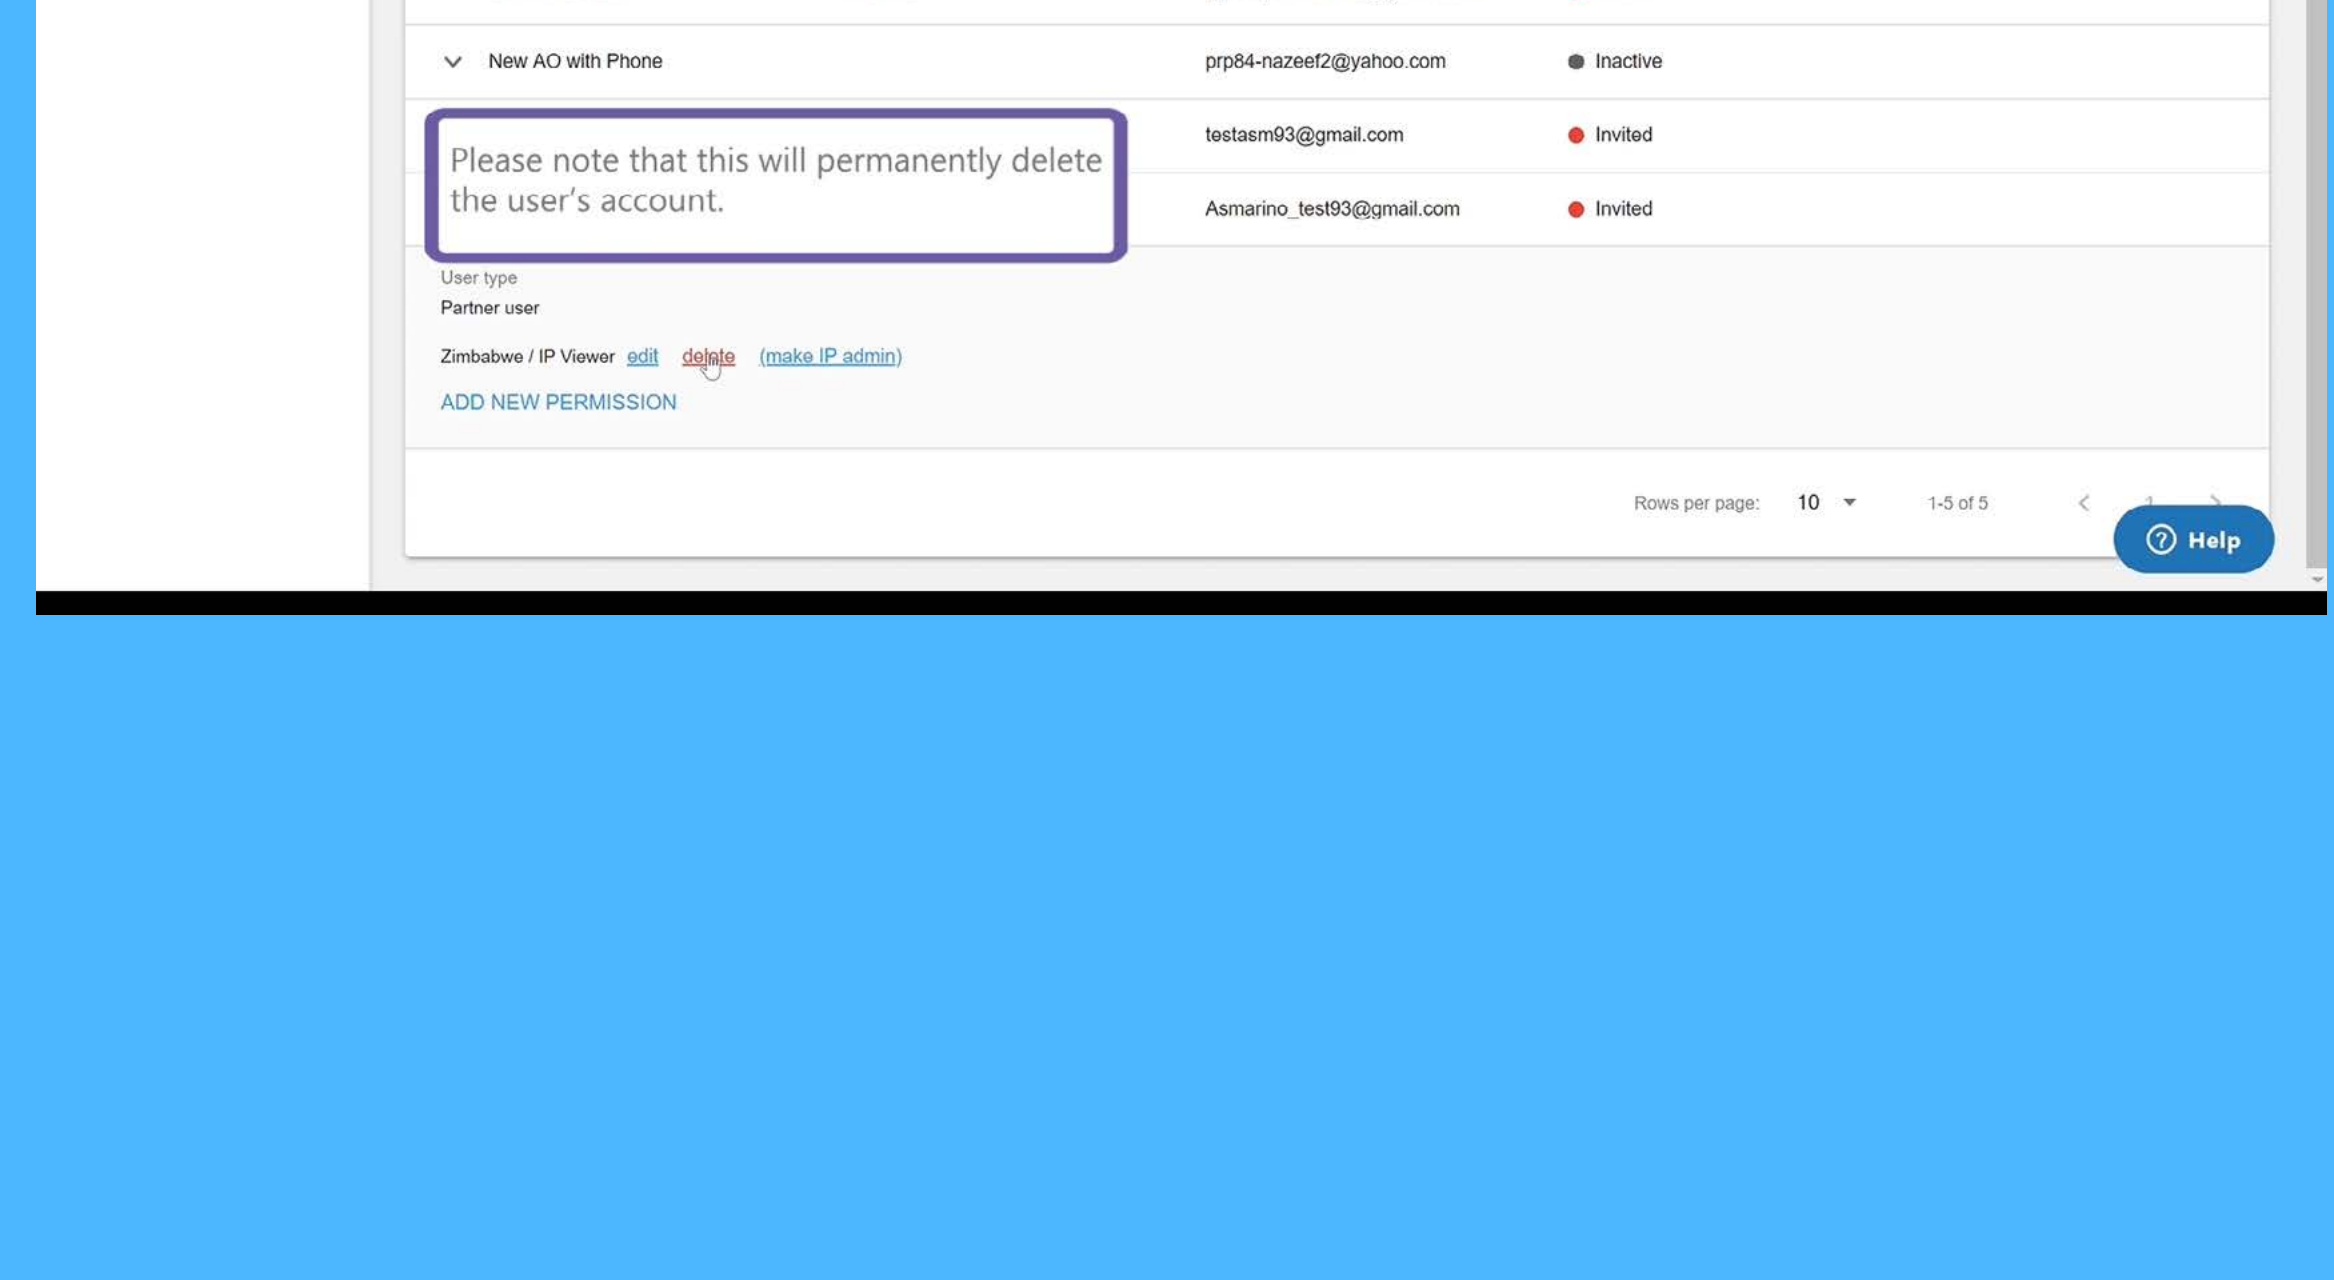 New AO with Phone prp84-nazeef2@yahoo.com Inactive
testasm93@gmail.com Invited
Please note that this will permanently delete
the user's account.
Asmarino_test93@gmail.com Invited
User type
Partner user
Zimbabwe / IP Viewer edit delete (make IP admin)
ADD NEW PERMISSION
Rows per page: 10 1-5 of 5 < 1 >
Help